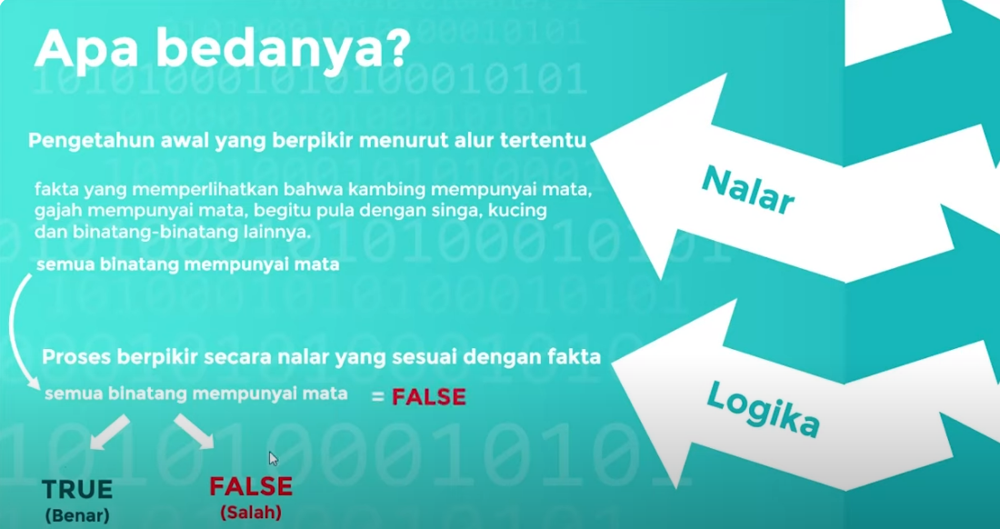 Apa bedanya?
Pengetahun awal yang berpikir menurut alur tertentu
fakta yang memperlihatkan bahwa kambing mempunyai mata,
gajah mempunyai mata, begitu pula dengan singa, kucing
dan binatang-binatang lainnya.
semua binatang mempunyai mata
Nalar
Proses berpikir secara nalar yang sesuai dengan fakta
semua binatang mempunyai mata = FALSE
Logika
TRUE
(Benar)
FALSE
(Salah)